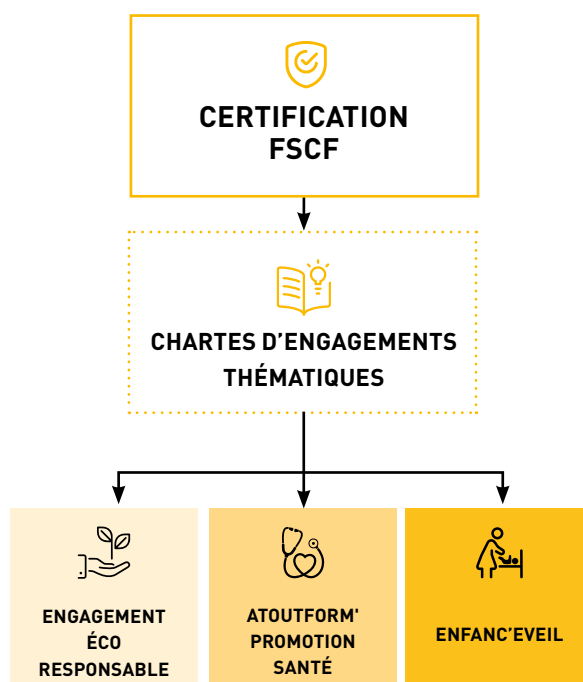 CERTIFICATION
FSCF
CHARTES D’ENGAGEMENTS
THÉMATIQUES
ENGAGEMENT
ÉCO
RESPONSABLE
ATOUTFORM'
PROMOTION
SANTÉ
ENFANC’EVEIL